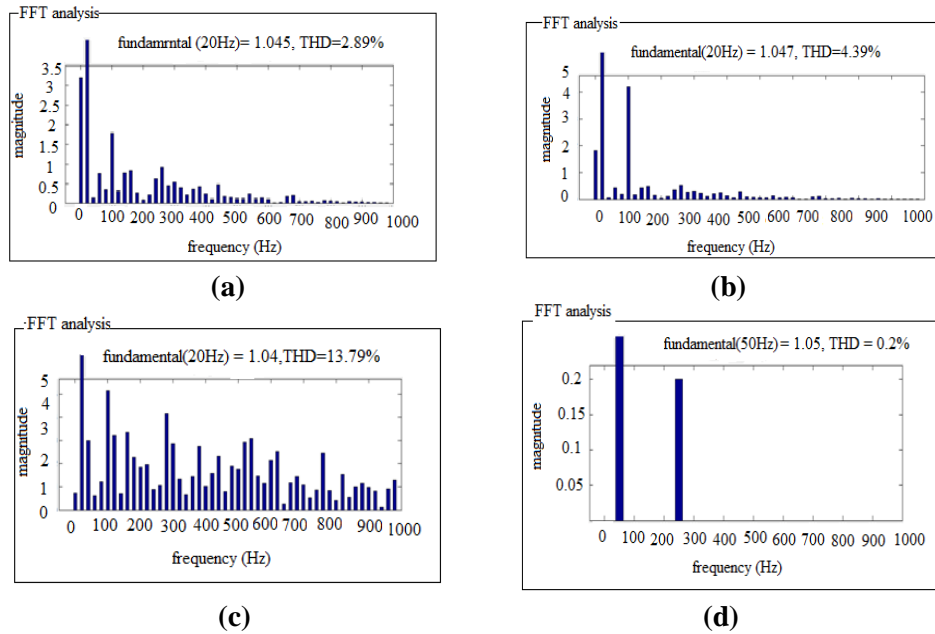 FFT analysis
fundamrntal (20Hz)= 1.045, THD=2.89%
3.5
3
2.5
2
1.5
1
0.5
0
magnitude
0 100 200 300 400 500 600 700 800 900 1000
frequency (Hz)
(a)
FFT analysis
fundamental(20Hz) = 1.047, THD=4.39%
5
4
3
2
1
0
magnitude
0 100 200 300 400 500 600 700 800 900 1000
frequency (Hz)
(b)
·FFT analysis
fundamental(20Hz) = 1.04,THD=13.79%
5
4
3
2
1
0
magnitude
0 100 200 300 400 500 600 700 800 900 1000
frequency (Hz)
(c)
FFT analysis
fundamental(50Hz) = 1.05, THD = 0.2%
0.2
0.15
0.1
0.05
magnitude
0 100 200 300 400 500 600 700 800 900 1000
frequency (Hz)
(d)